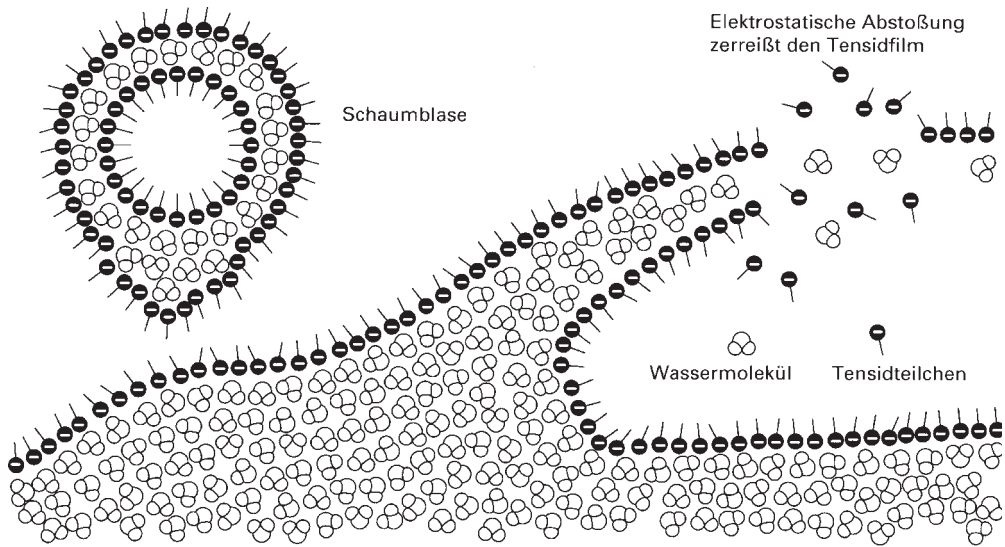 Elektrostatische Abstoßung
zerreißt den Tensidfilm
Schaumblase
Wassermolekül
Tensidteilchen